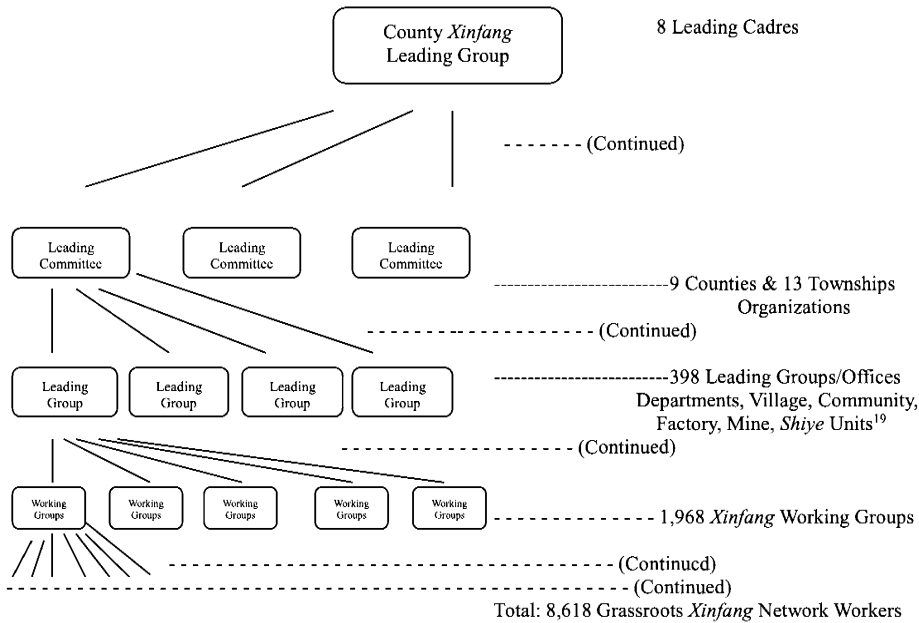 County Xinfang
Leading Group
8 Leading Cadres
- - - - - - - (Continued)
Leading
Committee
Leading
Committee
Leading
Committee
--------------------------9 Counties & 13 Townships
Organizations
- - - - - - - - - - - - - - - - - - - - (Continued)
Leading
Group
Leading
Group
Leading
Group
Leading
Group
--------------------------398 Leading Groups/Offices
Departments, Village, Community,
Factory, Mine, Shiye Units19
- - - - - - - - - - - - - - - - - - - - (Continued)
Working
Groups
Working
Groups
Working
Groups
Working
Groups
Working
Groups
- - - - - - - - - - - - - - 1,968 Xinfang Working Groups
- - - - - - - - - - - - - - - - - - - - (Continued)
- - - - - - - - - - - - - - - - - - - - (Continued)
Total: 8,618 Grassroots Xinfang Network Workers